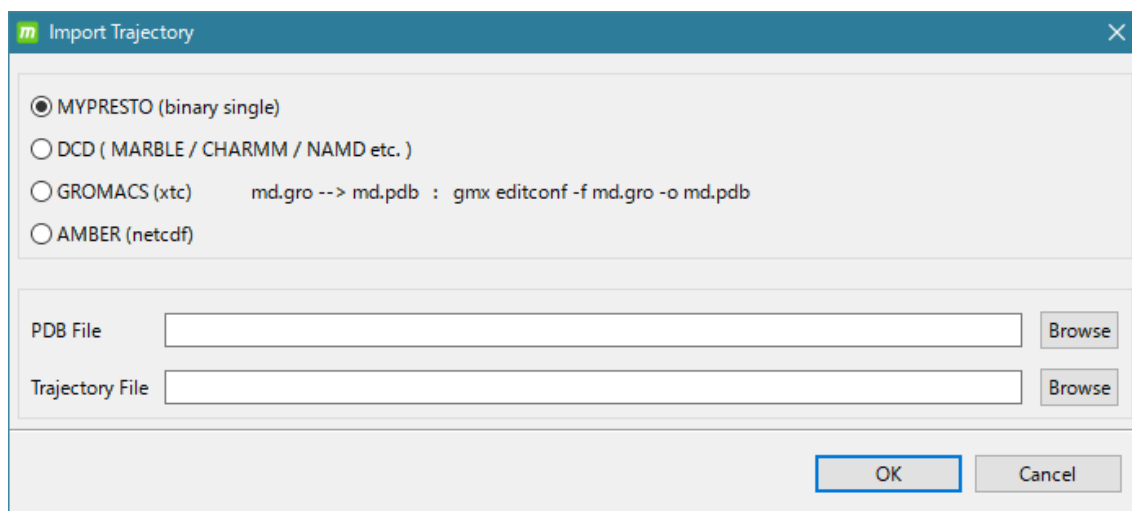 m Import Trajectory
MYPRESTO (binary single)
DCD ( MARBLE / CHARMM / NAMD etc. )
GROMACS (xtc) md.gro --> md.pdb : gmx editconf -f md.gro -o md.pdb
AMBER (netcdf)
PDB File Browse
Trajectory File Browse
OK Cancel